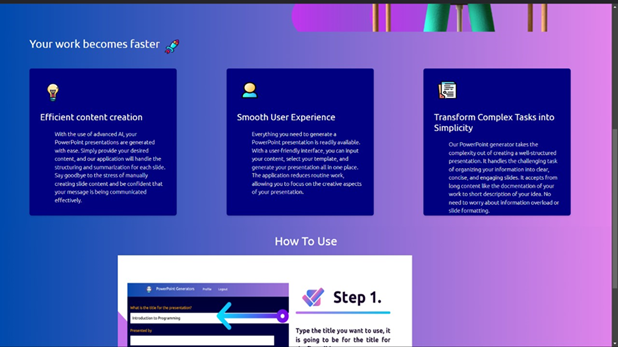 Your work becomes faster
Efficient content creation
With the use of advanced AI, your
PowerPoint presentations are generated
with ease. Simply provide your
desired content, and our application will handle the
structuring and summarization for each slide.
Say goodbye to the stress of manually
creating slide content and be confident that
your message is being communicated
effectively.
Smooth User Experience
Everything you need to generate a
PowerPoint presentation is readily available.
With a user-friendly interface, you can input
your content, select your template, and
generate your presentation all in one place.
The application reduces routine work,
allowing you to focus on the creative aspects
of your presentation.
Transform Complex Tasks into
Simplicity
Our PowerPoint generator takes the
complexity out of creating a well-structured
presentation. It handles the challenging task
of organizing your information into clear,
concise, and engaging slides. It accepts from
long content like the docmentation of your
work to short description of your idea. No
need to worry about information overload or
slide formatting.
How To Use
PowerPoint Generator
Profile
Logout
What is the title for the presentation?
Introduction to Programming
Presented by
Step 1.
Type the title you want to use, it
is going to be for the title for